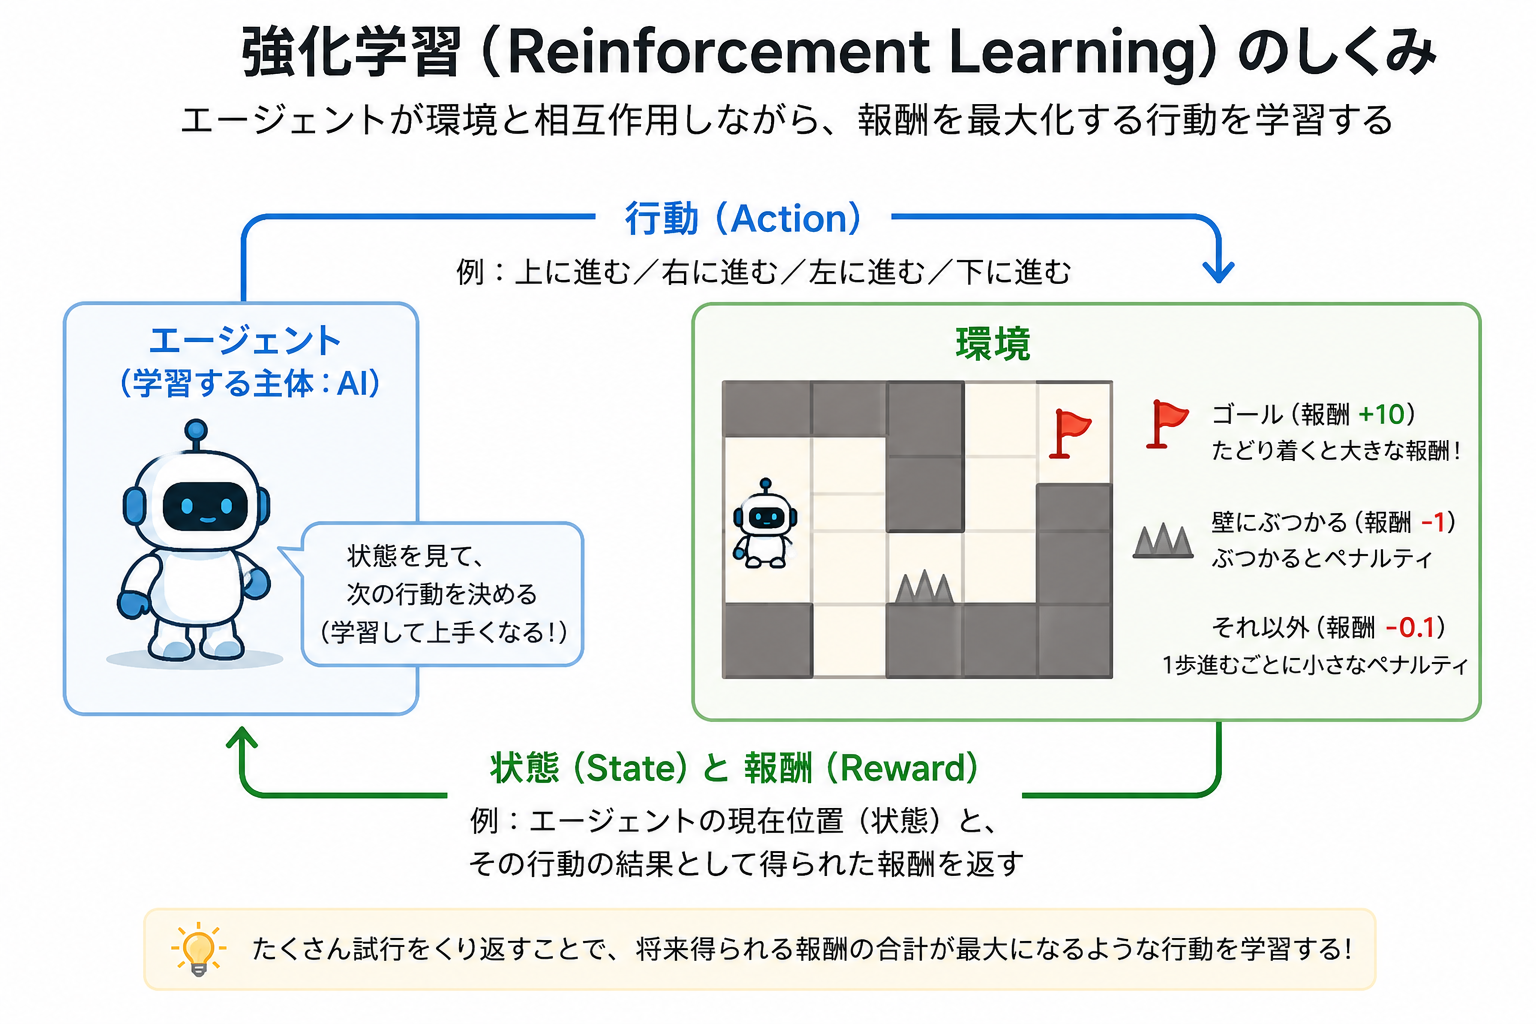 強化学習（Reinforcement Learning）のしくみ
エージェントが環境と相互作用しながら、報酬を最大化する行動を学習する
行動（Action）
例：上に進む／右に進む／左に進む／下に進む
エージェント
（学習する主体：AI）
状態を見て、
次の行動を決める
（学習して上手くなる！）
環境
ゴール（報酬 +10）
たどり着くと大きな報酬！
壁にぶつかる（報酬 -1）
ぶつかるとペナルティ
それ以外（報酬 -0.1）
1歩進むごとに小さなペナルティ
状態（State）と 報酬（Reward）
例：エージェントの現在位置（状態）と、
その行動の結果として得られた報酬を返す
たくさん試行をくり返すことで、将来得られる報酬の合計が最大になるような行動を学習する！